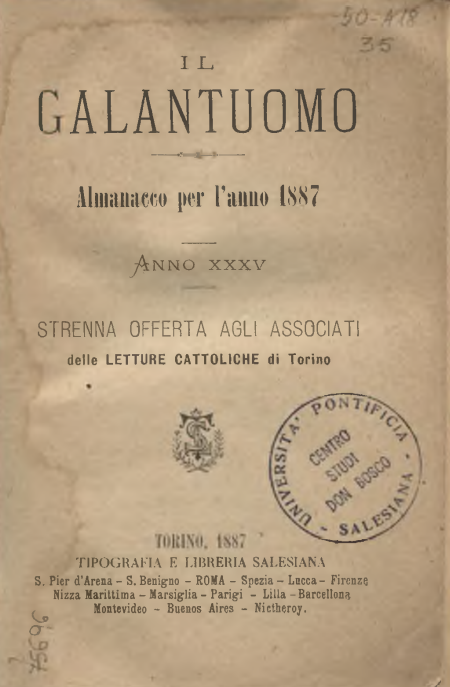 50-A18
35
IL
GALANTUOMO
Almanacco per l'anno 1887
ANNO XXXV
STRENNA OFFERTA AGLI ASSOCIATI
delle LETTURE CATTOLICHE di Torino
UNIVERSITA' PONTIFICIA - SALESIANA -
CENTRO
STUDI
DON BOSCO
TORINO, 1887
TIPOGRAFIA E LIBRERIA SALESIANA
S. Pier d'Arena – S. Benigno – ROMA – Spezia – Lucca – Firenze
Nizza Marittima – Marsiglia – Parigi – Lilla – Barcellona
Montevideo – Buenos Aires – Nictheroy.